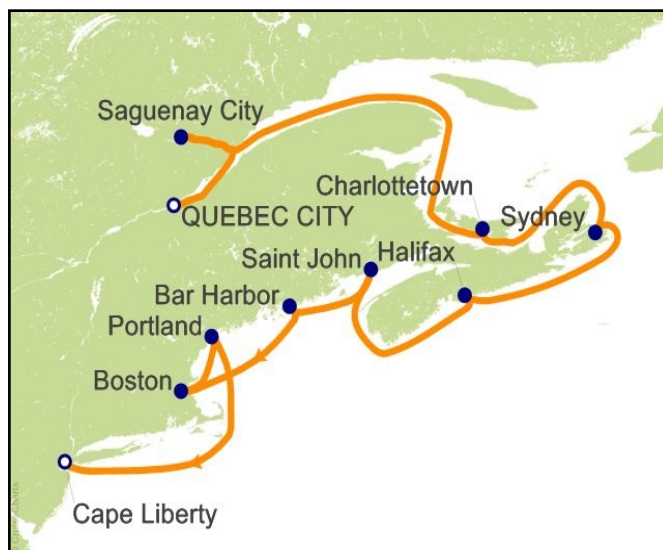 Saguenay City
QUEBEC CITY
Charlottetown
Sydney
Saint John
Halifax
Bar Harbor
Portland
Boston
Cape Liberty